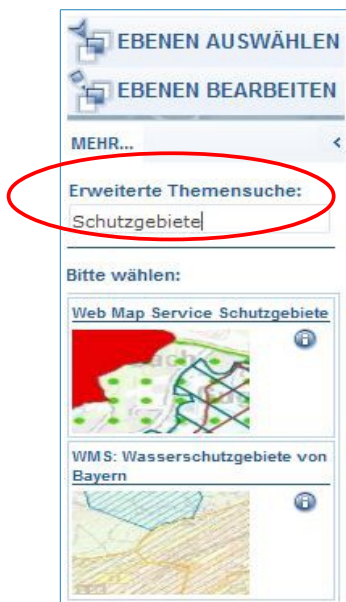 EBENEN AUSWÄHLEN
EBENEN BEARBEITEN
MEHR...
<
Erweiterte Themensuche:
Schutzgebiete
Bitte wählen:
Web Map Service Schutzgebiete
WMS: Wasserschutzgebiete von
Bayern